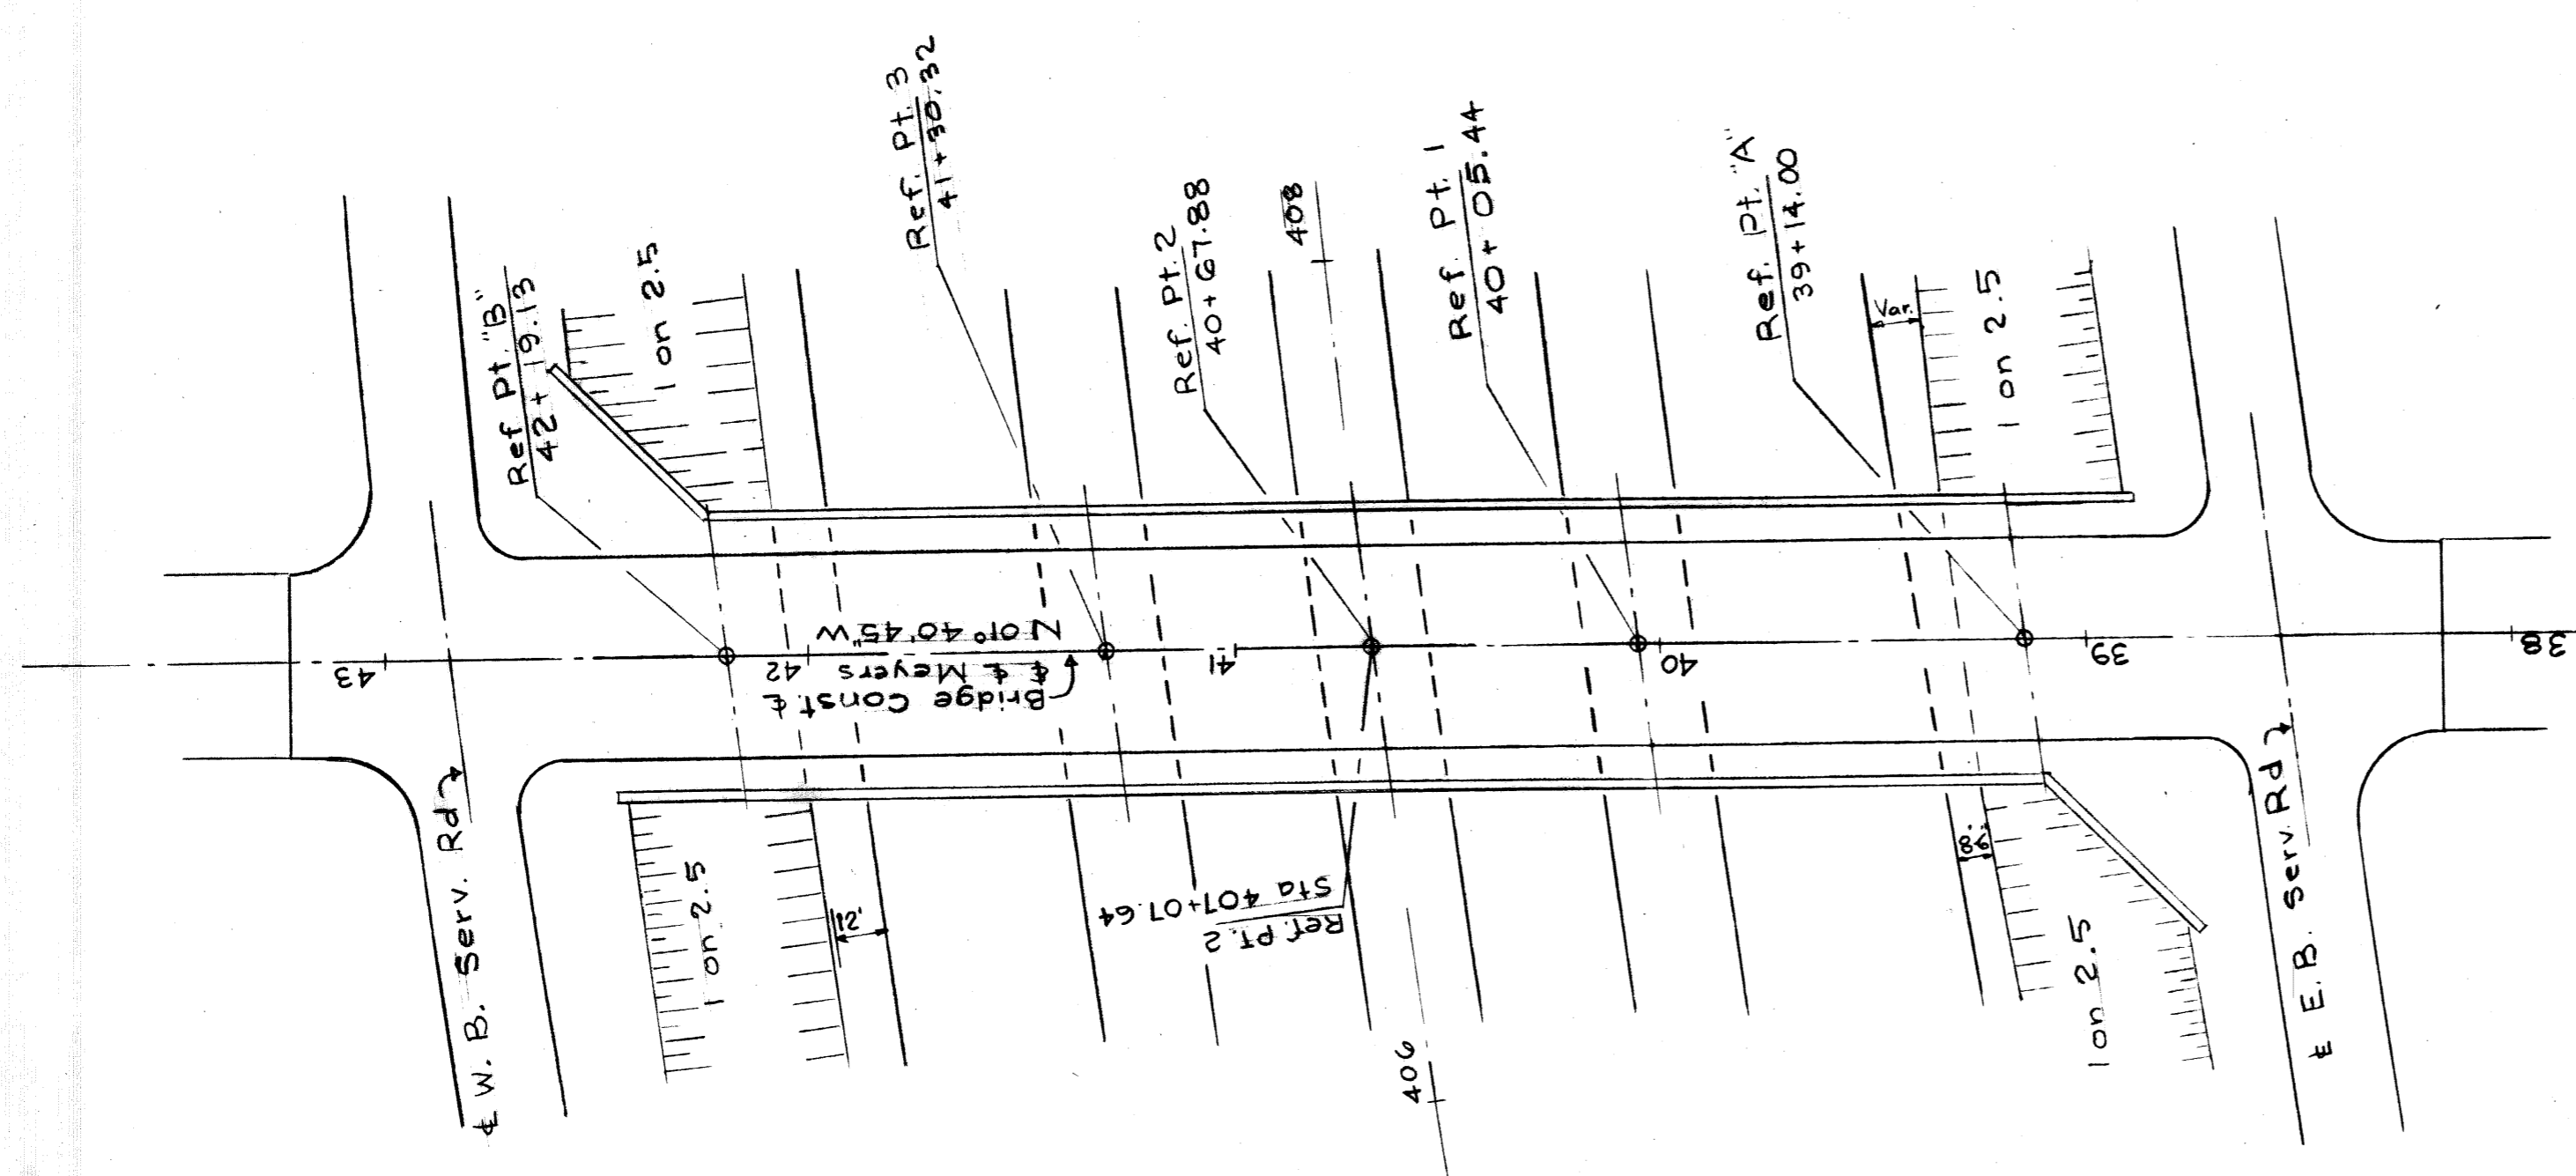 Ref Pt. "B"
42+19.13
1 on 2.5
Ref. Pt. 3
41+30.32
Ref. Pt. 2
40+67.88
408
Ref. Pt. 1
40+05.44
Ref. Pt. "A"
39+14.00
Var.
1 on 2.5
43
42
41
40
39
38
Bridge Const. ℄
& ℄ Meyers
N 01° 40' 45" W
℄ W. B. Serv. Rd
1 on 2.5
12'
Ref. Pt. 2
Sta 407+07.64
406
1 on 2.5
℄ E. B. Serv. Rd